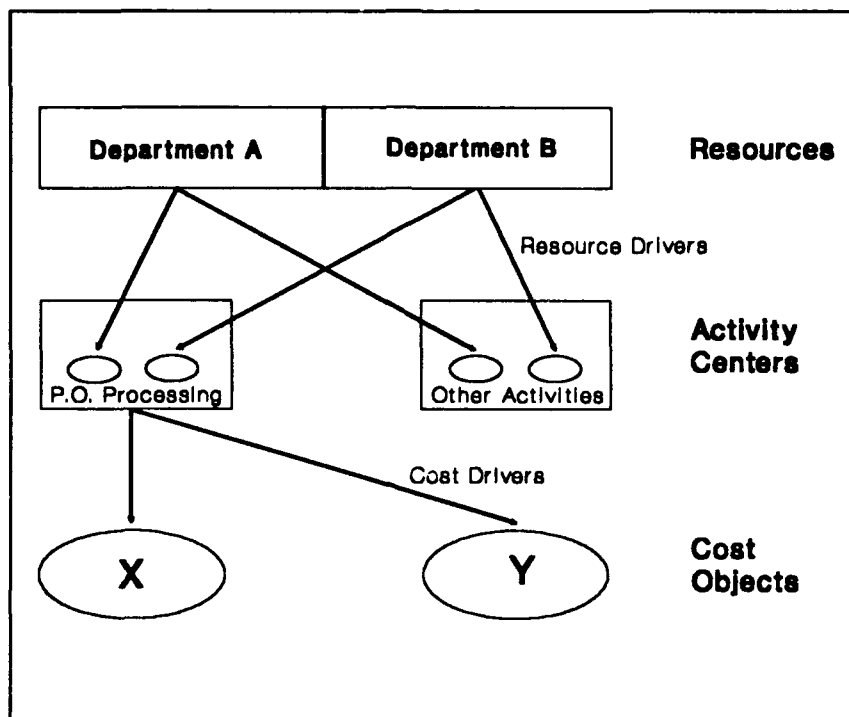 Department A
Department B
Resources
Resource Drivers
Activity
Centers
P.O. Processing
Other Activities
Cost Drivers
X
Y
Cost
Objects